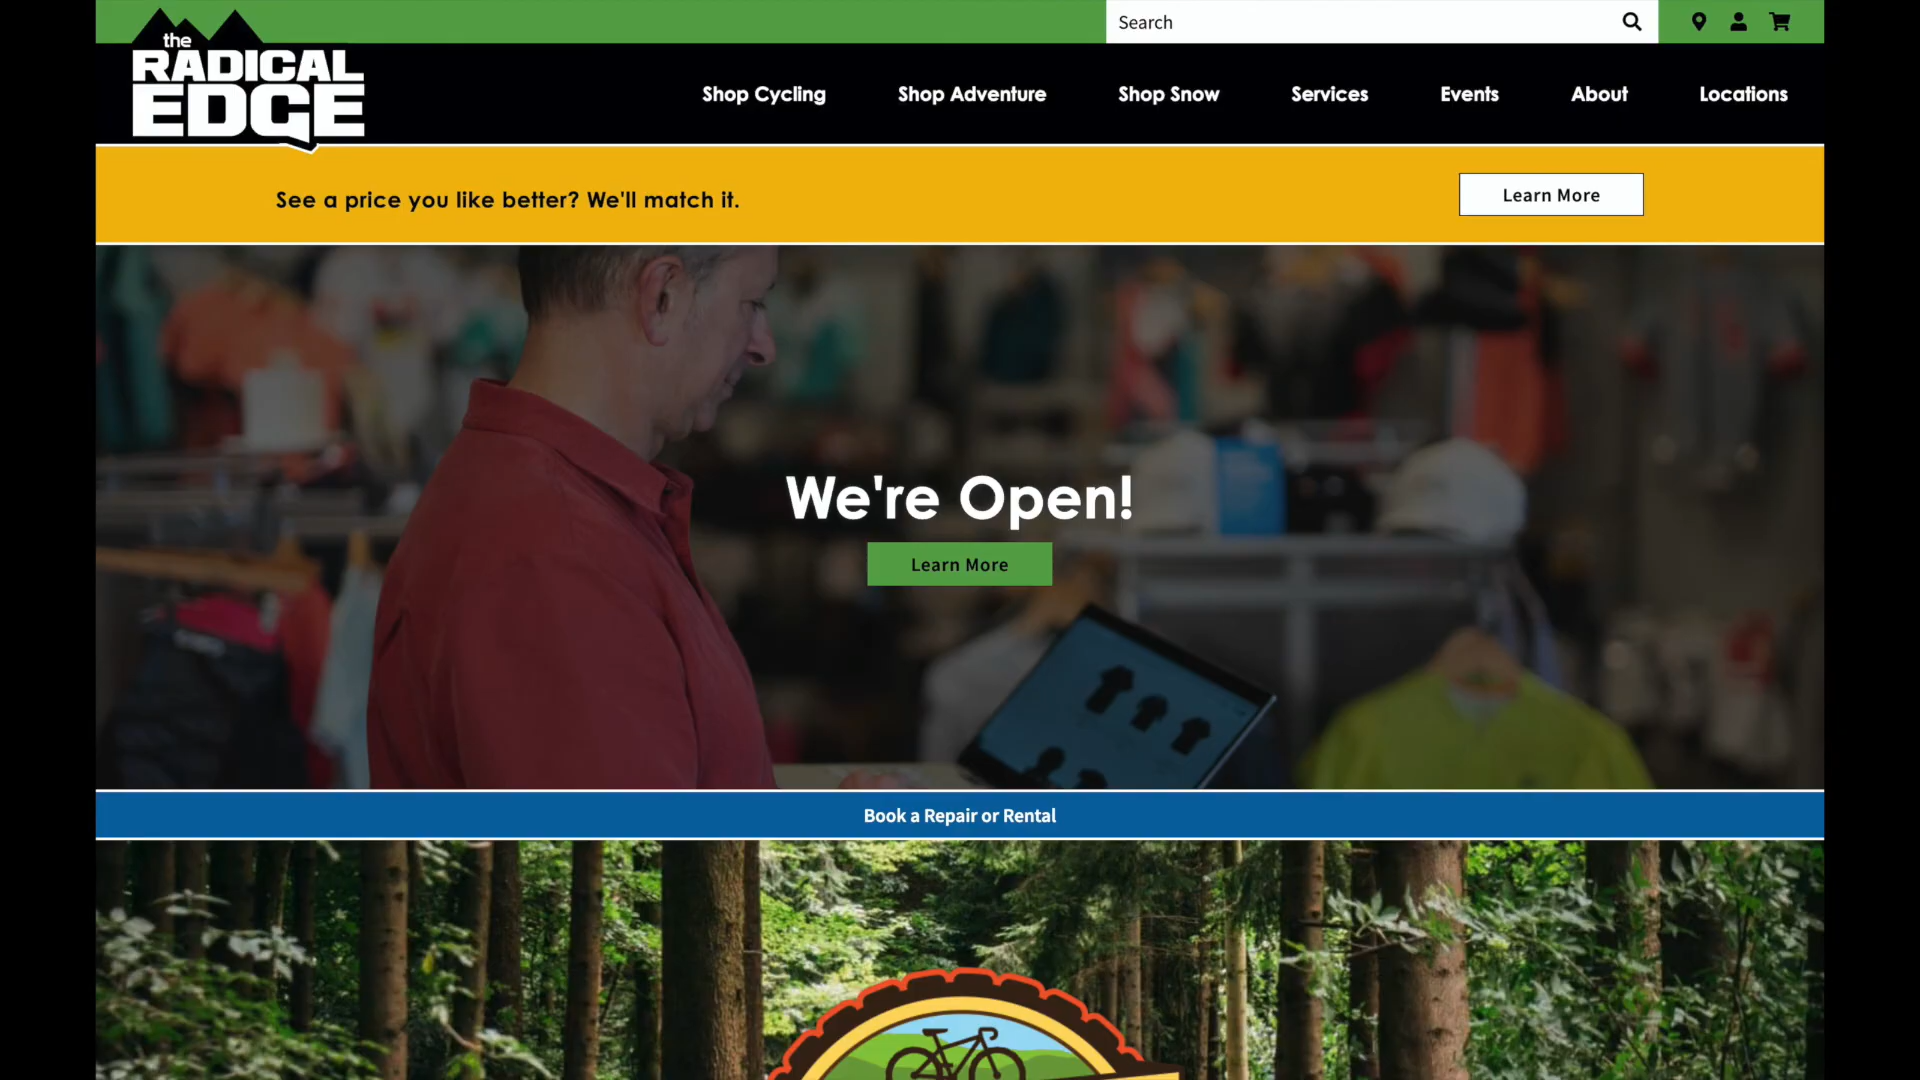 Search
the
RADICAL
EDGE
Shop Cycling
Shop Adventure
Shop Snow
Services
Events
About
Locations
See a price you like better? We'll match it.
Learn More
We're Open!
Learn More
Book a Repair or Rental